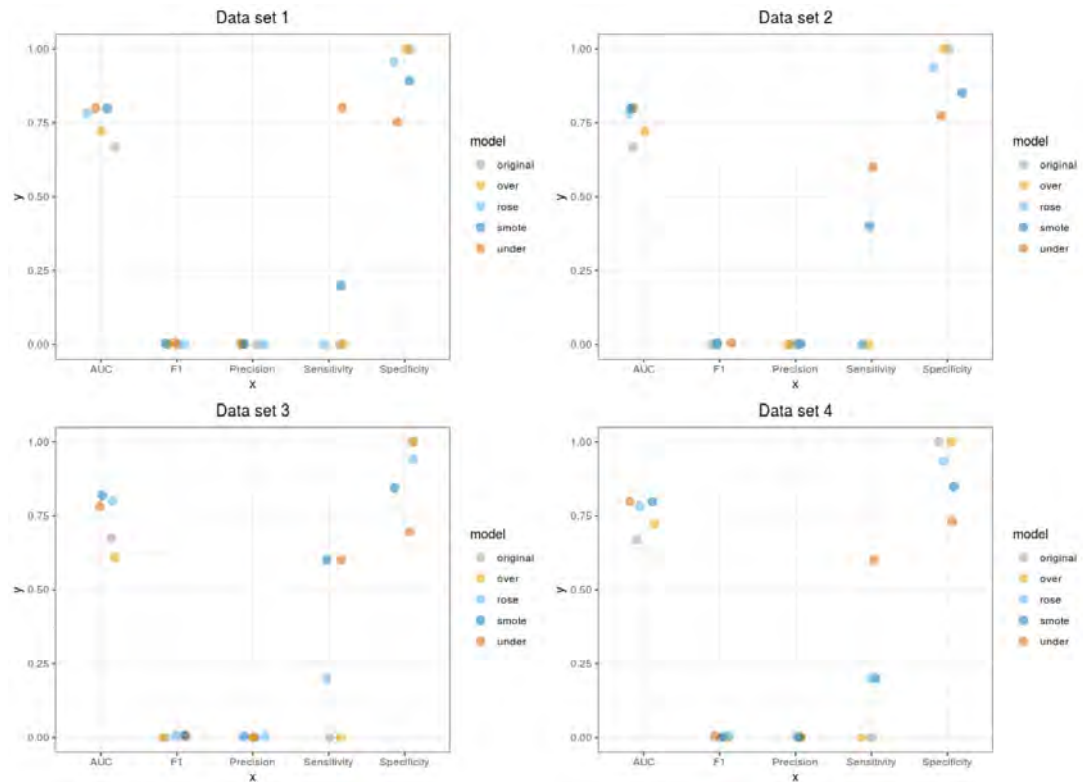 Data set 1
1.00
0.75
0.50
0.25
0.00
y
AUC F1 Precision Sensitivity Specificity
x
model
original
over
rose
smote
under
Data set 2
1.00
0.75
0.50
0.25
0.00
y
AUC F1 Precision Sensitivity Specificity
x
model
original
over
rose
smote
under
Data set 3
1.00
0.75
0.50
0.25
0.00
y
AUC F1 Precision Sensitivity Specificity
x
model
original
over
rose
smote
under
Data set 4
1.00
0.75
0.50
0.25
0.00
y
AUC F1 Precision Sensitivity Specificity
x
model
original
over
rose
smote
under